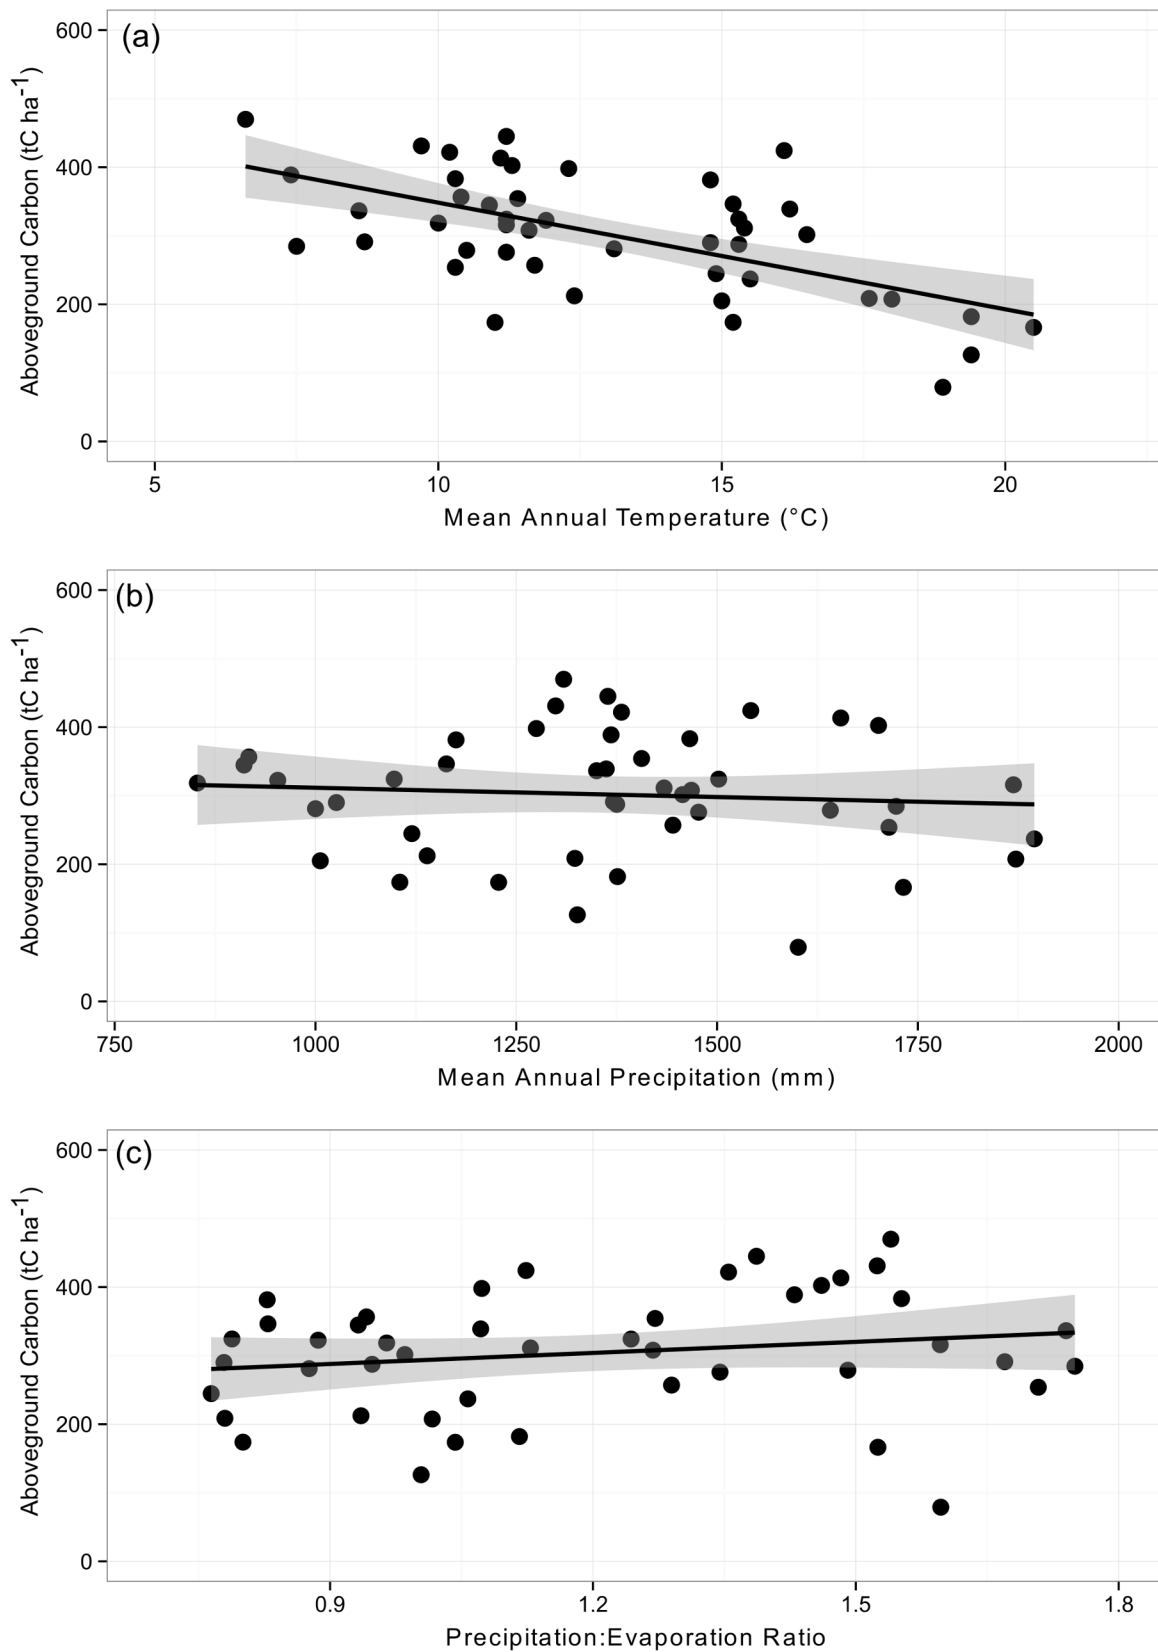 (a)
600
400
200
0
Aboveground Carbon (tC ha⁻¹)
5 10 15 20
Mean Annual Temperature (°C)
(b)
600
400
200
0
Aboveground Carbon (tC ha⁻¹)
750 1000 1250 1500 1750 2000
Mean Annual Precipitation (mm)
(c)
600
400
200
0
Aboveground Carbon (tC ha⁻¹)
0.9 1.2 1.5 1.8
Precipitation:Evaporation Ratio